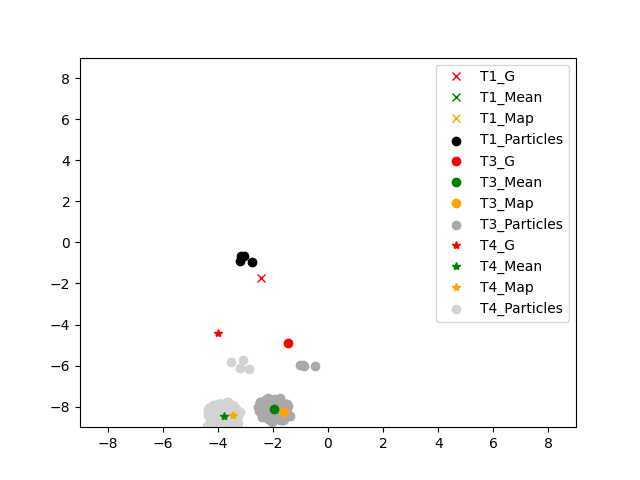 8
6
4
2
0
−2
−4
−6
−8
−8
−6
−4
−2
0
2
4
6
8
T1_G
T1_Mean
T1_Map
T1_Particles
T3_G
T3_Mean
T3_Map
T3_Particles
T4_G
T4_Mean
T4_Map
T4_Particles